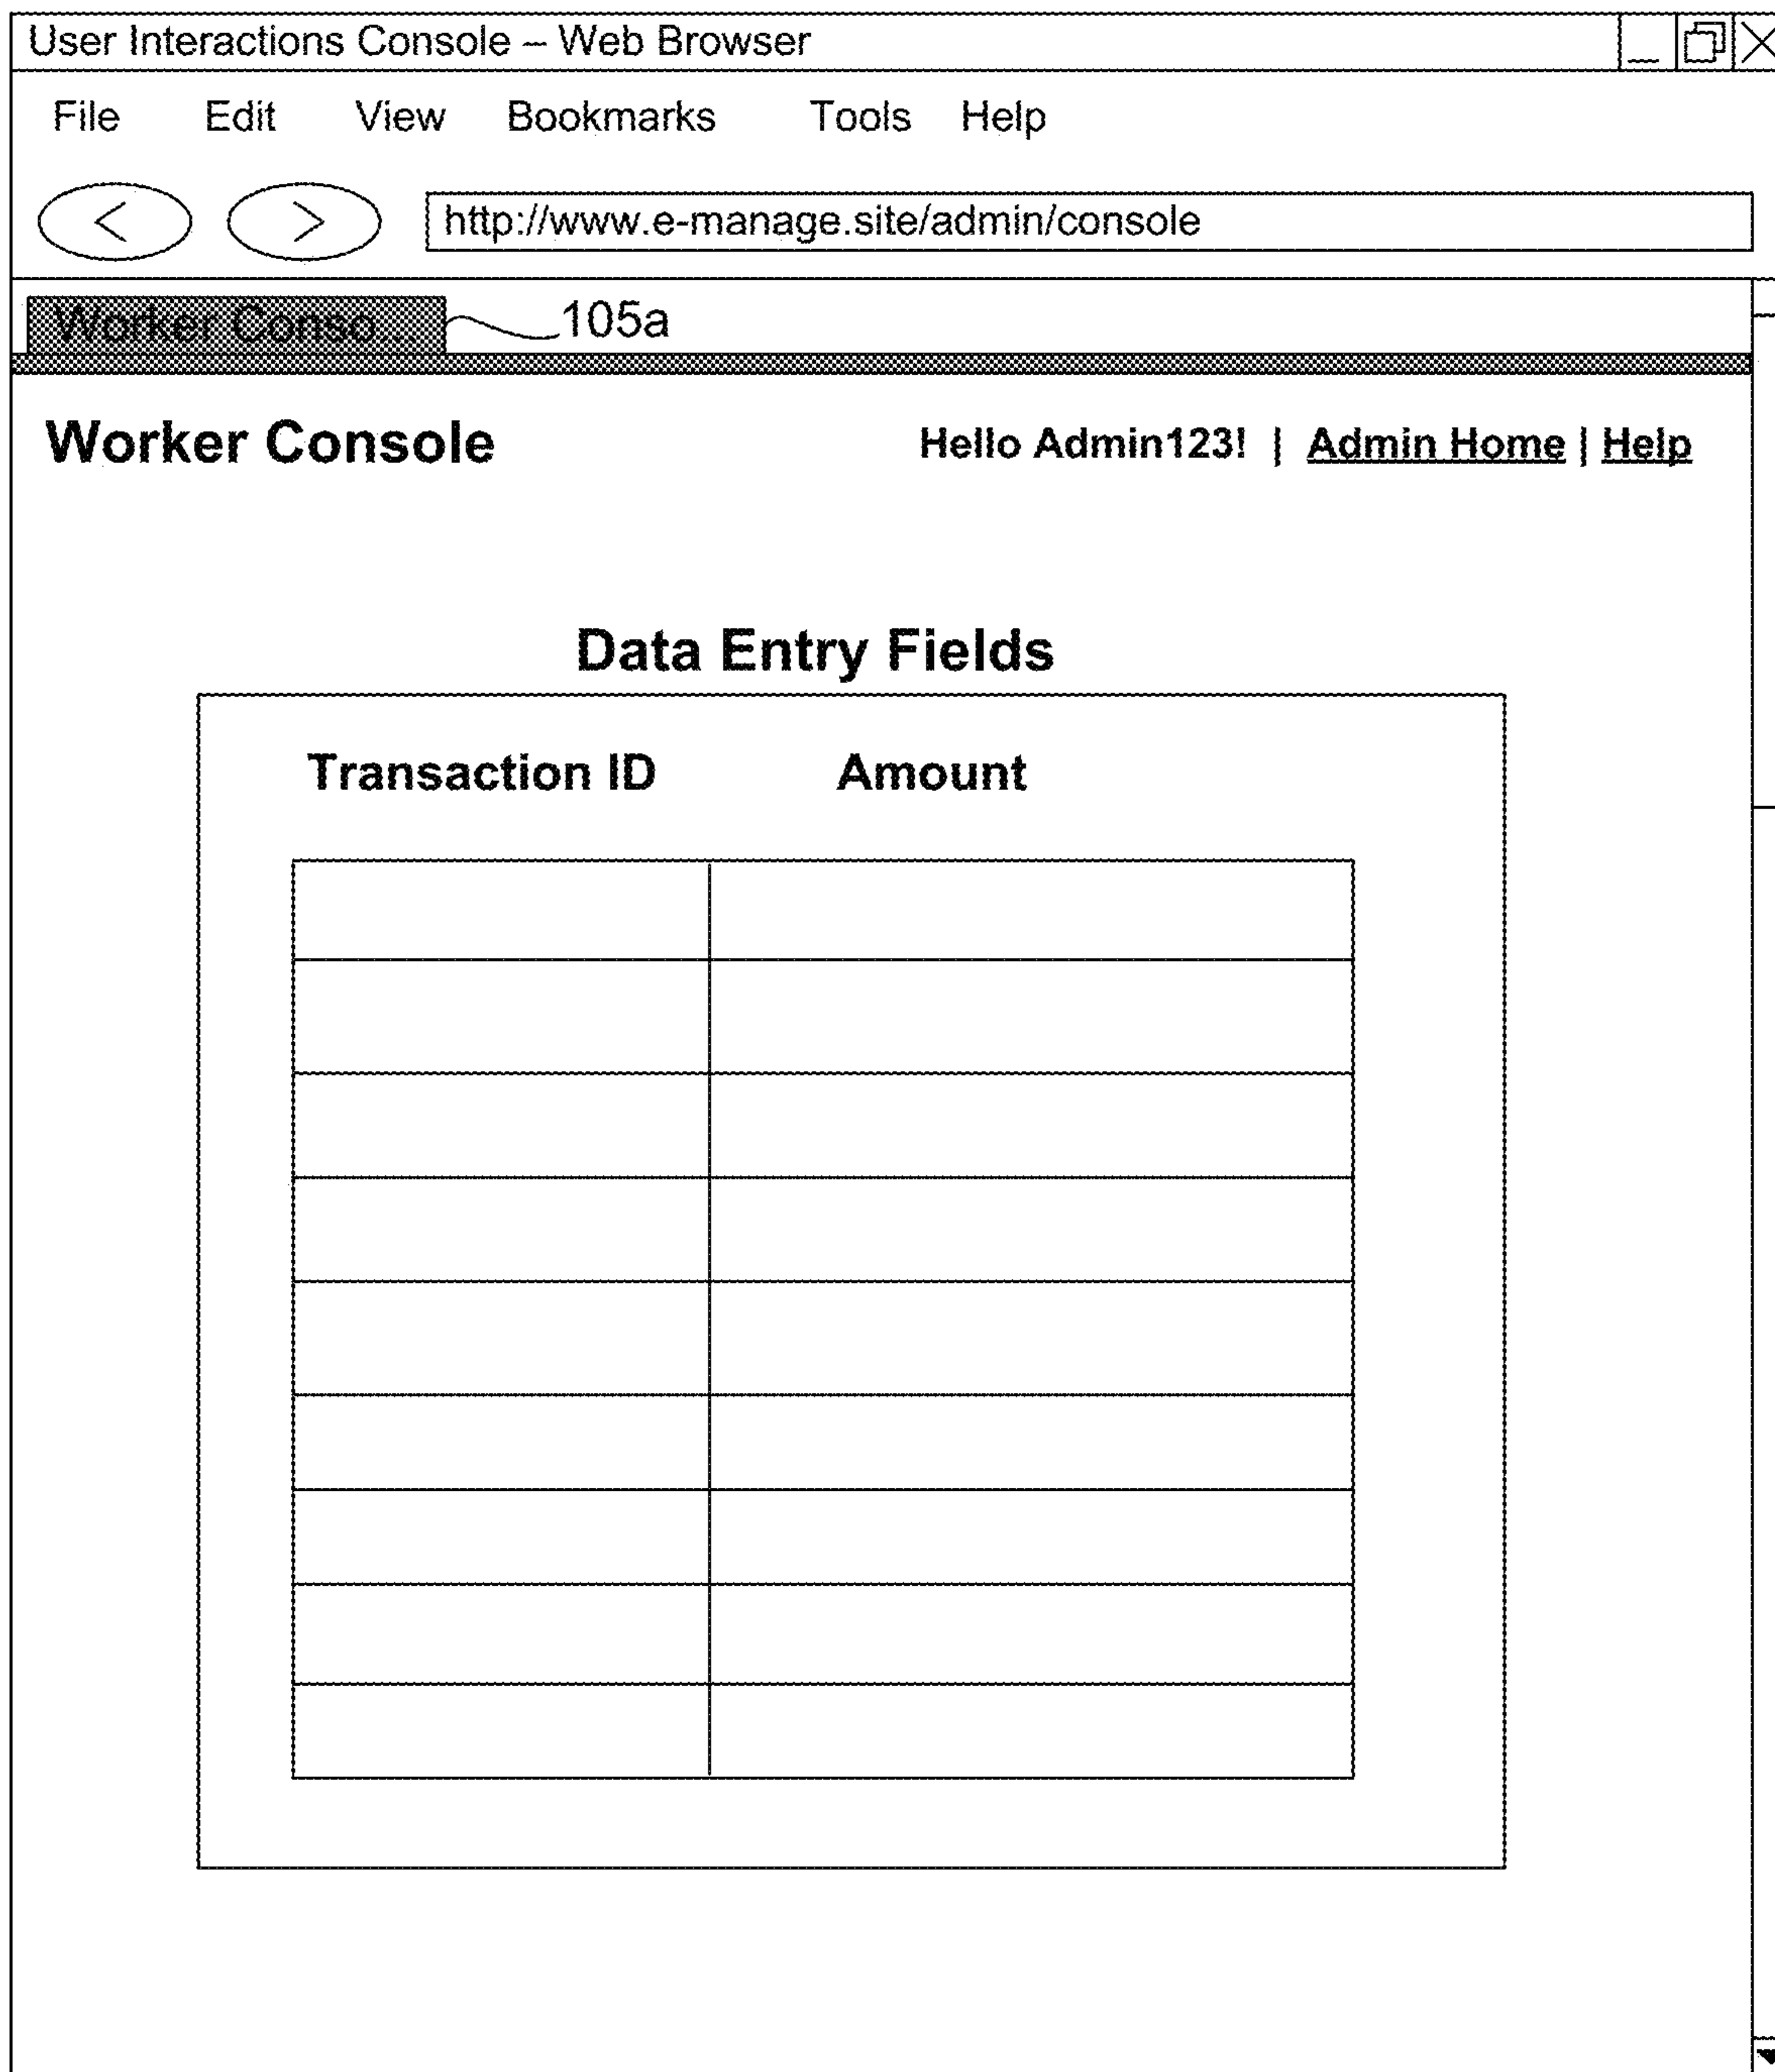 User Interactions Console – Web Browser
File Edit View Bookmarks Tools Help
< > http://www.e-manage.site/admin/console
Worker Conso... 105a
Worker Console Hello Admin123! | Admin Home | Help
Data Entry Fields
Transaction ID Amount